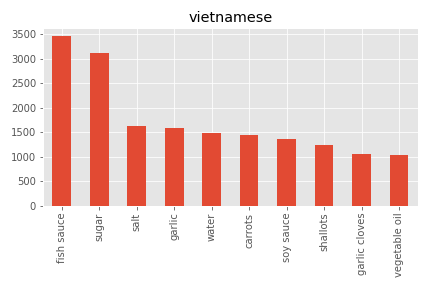 vietnamese
3500
3000
2500
2000
1500
1000
500
0
fish sauce
sugar
salt
garlic
water
carrots
soy sauce
shallots
garlic cloves
vegetable oil